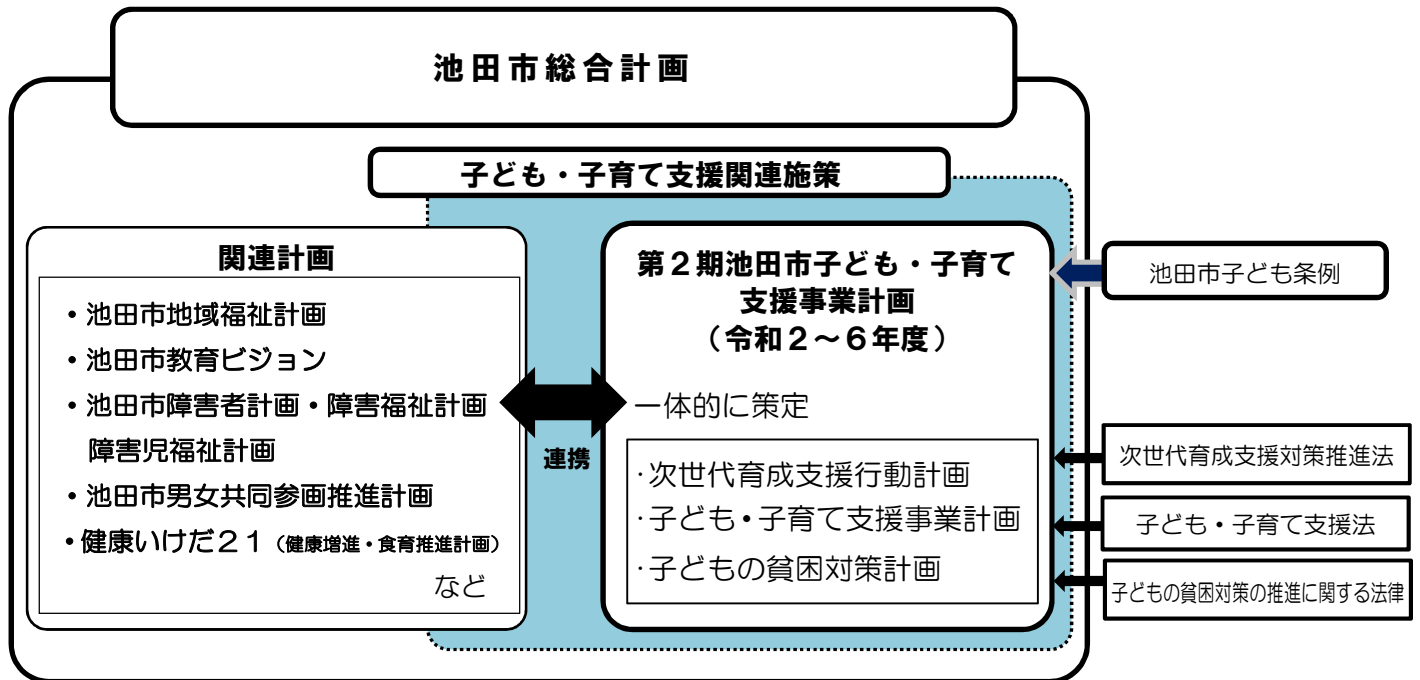 池田市総合計画
子ども・子育て支援関連施策
関連計画
・池田市地域福祉計画
・池田市教育ビジョン
・池田市障害者計画・障害福祉計画
障害児福祉計画
・池田市男女共同参画推進計画
・健康いけだ２１（健康増進・食育推進計画）
など
連携
第２期池田市子ども・子育て
支援事業計画
（令和２～６年度）
一体的に策定
・次世代育成支援行動計画
・子ども・子育て支援事業計画
・子どもの貧困対策計画
池田市子ども条例
次世代育成支援対策推進法
子ども・子育て支援法
子どもの貧困対策の推進に関する法律